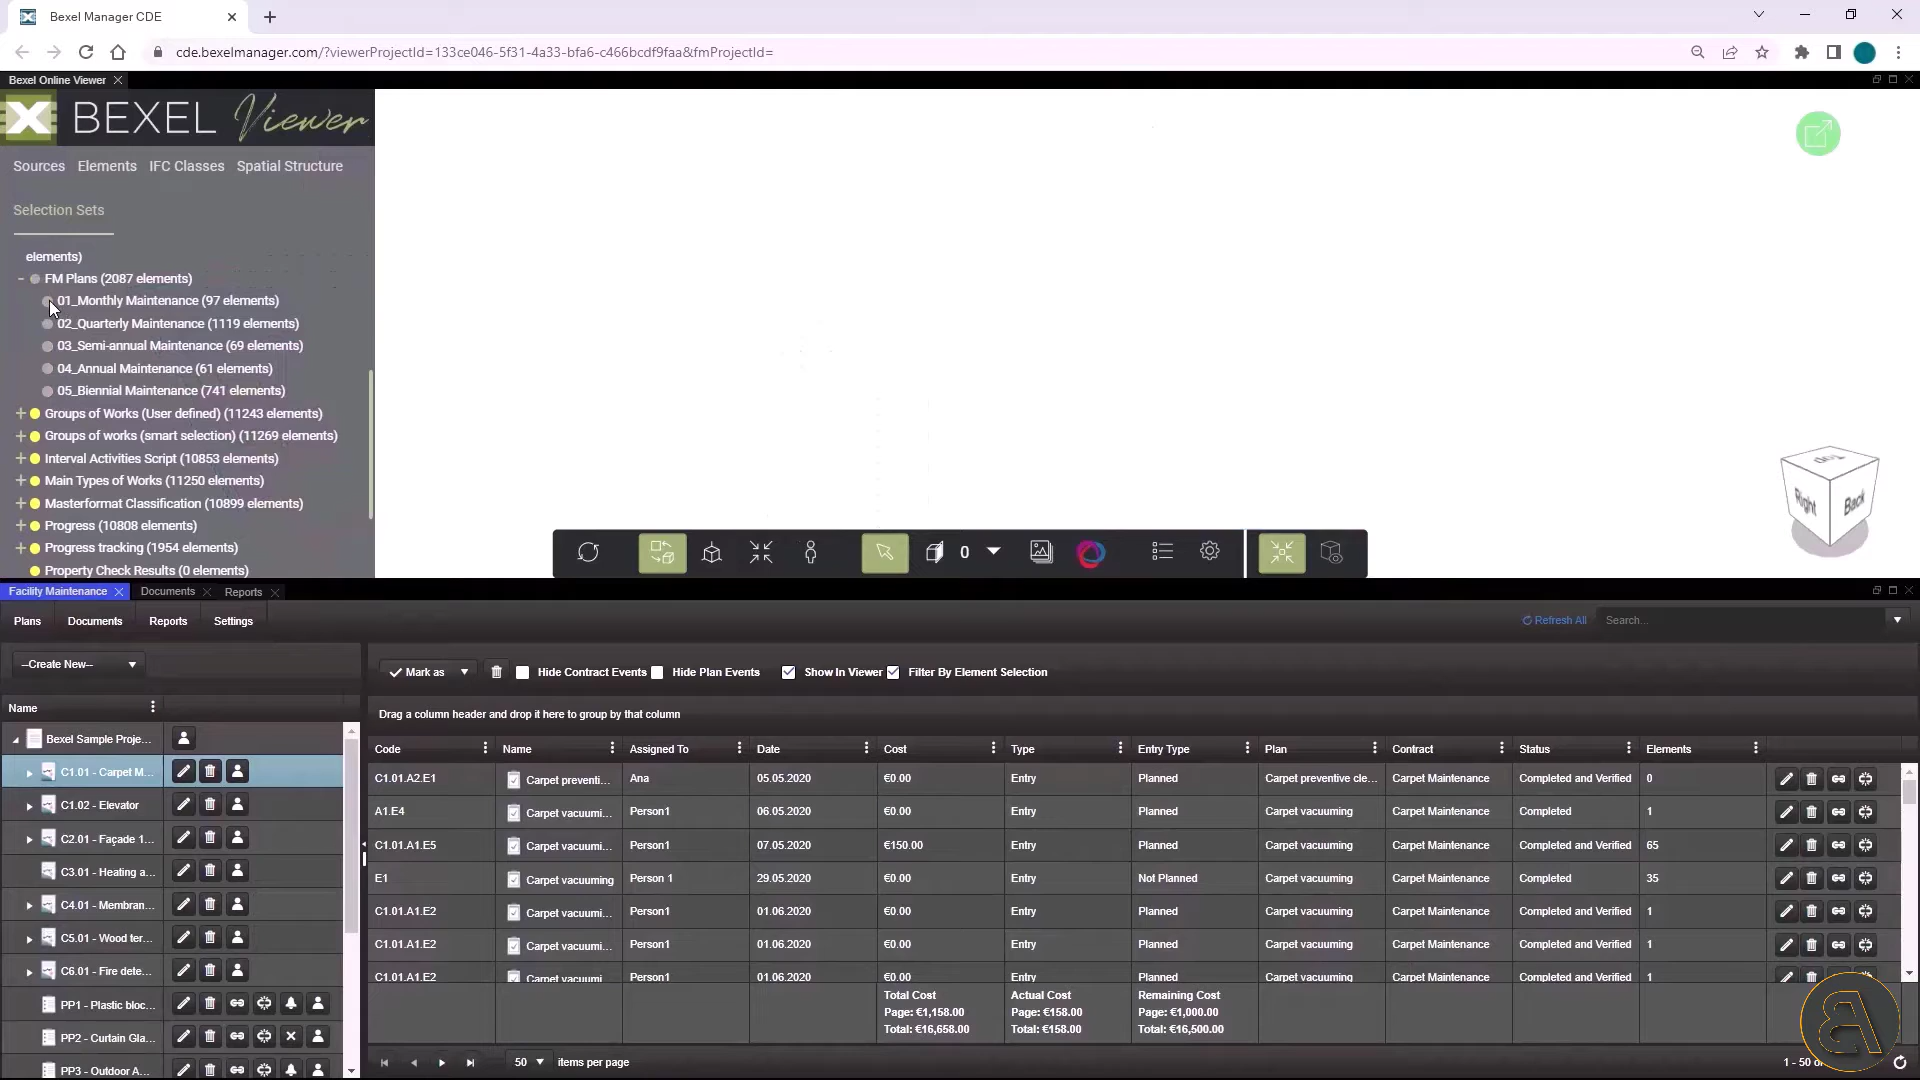 Bexel Manager CDE
cde.bexelmanager.com/?viewerProjectId=133ce046-5f31-4a33-bfa6-c466bcdf9faa&fmProjectId=
Bexel Online Viewer
BEXEL Viewer
Sources Elements IFC Classes Spatial Structure
Selection Sets
elements)
FM Plans (2087 elements)
01_Monthly Maintenance (97 elements)
02_Quarterly Maintenance (1119 elements)
03_Semi-annual Maintenance (69 elements)
04_Annual Maintenance (61 elements)
05_Biennial Maintenance (741 elements)
Groups of Works (User defined) (11243 elements)
Groups of works (smart selection) (11269 elements)
Interval Activities Script (10853 elements)
Main Types of Works (11250 elements)
Masterformat Classification (10899 elements)
Progress (10808 elements)
Progress tracking (1954 elements)
Property Check Results (0 elements)
Right Back
0
Facility Maintenance Documents Reports
Plans Documents Reports Settings
Refresh All Search...
--Create New--
Mark as Hide Contract Events Hide Plan Events Show In Viewer Filter By Element Selection
Name
Drag a column header and drop it here to group by that column
Bexel Sample Proje...
C1.01 - Carpet M...
C1.02 - Elevator
C2.01 - Façade 1...
C3.01 - Heating a...
C4.01 - Membran...
C5.01 - Wood ter...
C6.01 - Fire dete...
PP1 - Plastic bloc...
PP2 - Curtain Gla...
PP3 - Outdoor A...
Code Name Assigned To Date Cost Type Entry Type Plan Contract Status Elements
C1.01.A2.E1 Carpet preventi... Ana 05.05.2020 €0.00 Entry Planned Carpet preventive cle... Carpet Maintenance Completed and Verified 0
A1.E4 Carpet vacuumi... Person1 06.05.2020 €0.00 Entry Planned Carpet vacuuming Carpet Maintenance Completed 1
C1.01.A1.E5 Carpet vacuumi... Person1 07.05.2020 €150.00 Entry Planned Carpet vacuuming Carpet Maintenance Completed and Verified 65
E1 Carpet vacuuming Person 1 29.05.2020 €0.00 Entry Not Planned Carpet vacuuming Carpet Maintenance Completed 35
C1.01.A1.E2 Carpet vacuumi... Person1 01.06.2020 €0.00 Entry Planned Carpet vacuuming Carpet Maintenance Completed and Verified 1
C1.01.A1.E2 Carpet vacuumi... Person1 01.06.2020 €0.00 Entry Planned Carpet vacuuming Carpet Maintenance Completed and Verified 1
C1.01.A1.E2 Carpet vacuumi... Person1 01.06.2020 €0.00 Entry Planned Carpet vacuuming Carpet Maintenance Completed and Verified 1
Total Cost Actual Cost Remaining Cost
Page: €1,158.00 Page: €158.00 Page: €1,000.00
Total: €16,658.00 Total: €158.00 Total: €16,500.00
50 items per page
1 - 50